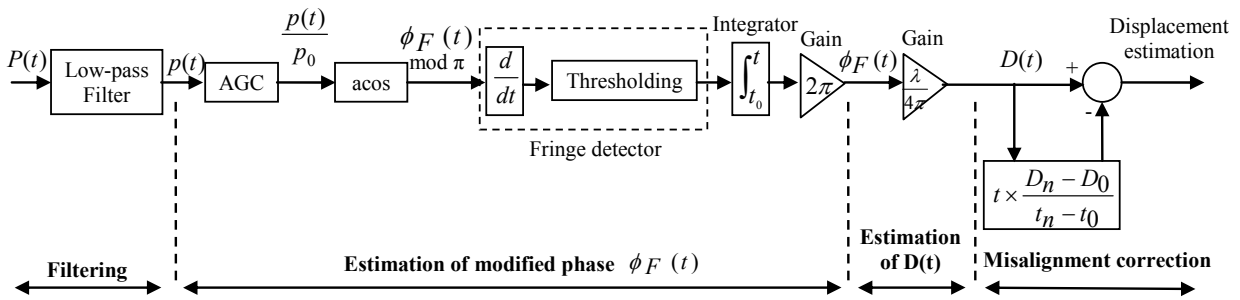 P(t)
Low-pass
Filter
p(t)
AGC
p(t)
p0
acos
ϕF (t)
mod π
d
dt
Thresholding
Fringe detector
Integrator
∫t0 t
Gain
2π
ϕF (t)
Gain
λ
4π
D(t)
+
-
Displacement
estimation
t × Dn − D0
tn − t0
Filtering
Estimation of modified phase ϕF (t)
Estimation
of D(t)
Misalignment correction